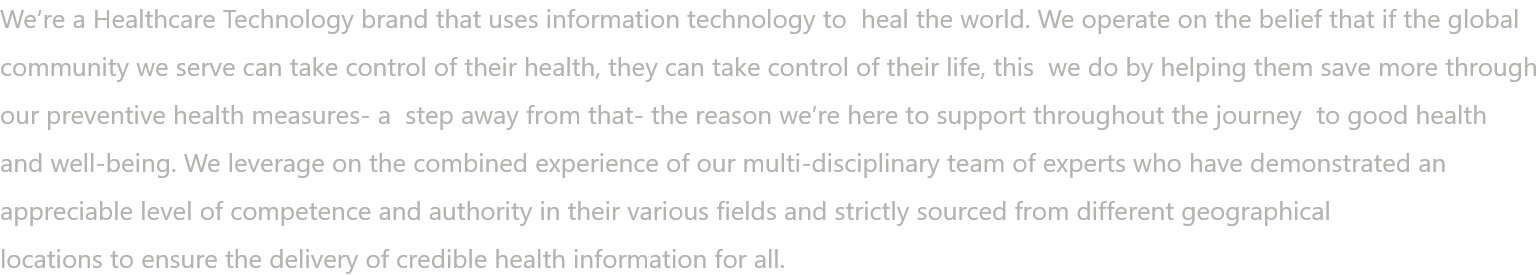 We’re a Healthcare Technology brand that uses information technology to  heal the world. We operate on the belief that if the global
community we serve can take control of their health, they can take control of their life, this  we do by helping them save more through
our preventive health measures- a  step away from that- the reason we’re here to support throughout the journey  to good health
and well-being. We leverage on the combined experience of our multi-disciplinary team of experts who have demonstrated an
appreciable level of competence and authority in their various fields and strictly sourced from different geographical
locations to ensure the delivery of credible health information for all.